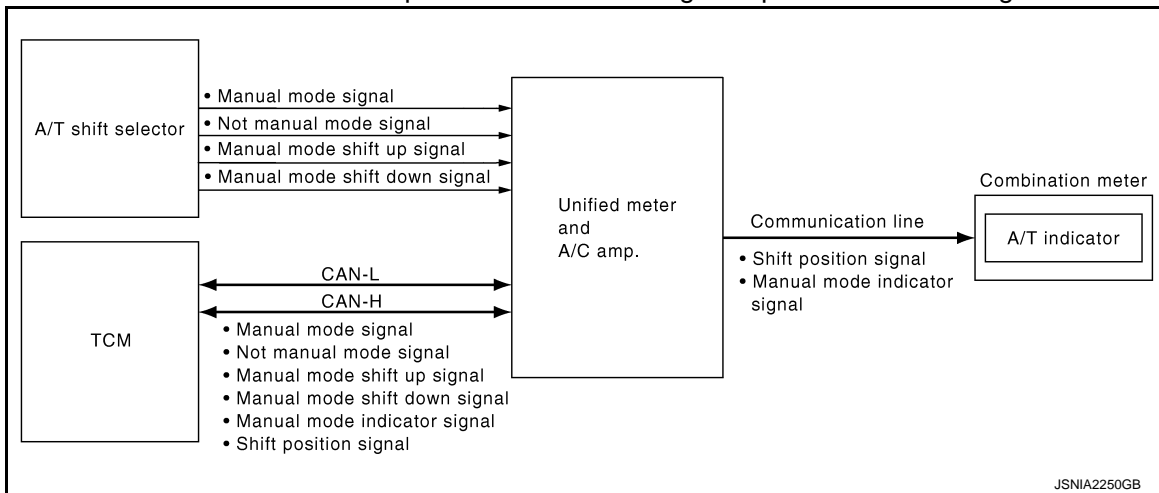 A/T shift selector
• Manual mode signal
• Not manual mode signal
• Manual mode shift up signal
• Manual mode shift down signal
TCM
CAN-L
CAN-H
• Manual mode signal
• Not manual mode signal
• Manual mode shift up signal
• Manual mode shift down signal
• Manual mode indicator signal
• Shift position signal
Unified meter
and
A/C amp.
Communication line
• Shift position signal
• Manual mode indicator
signal
Combination meter
A/T indicator
JSNIA2250GB